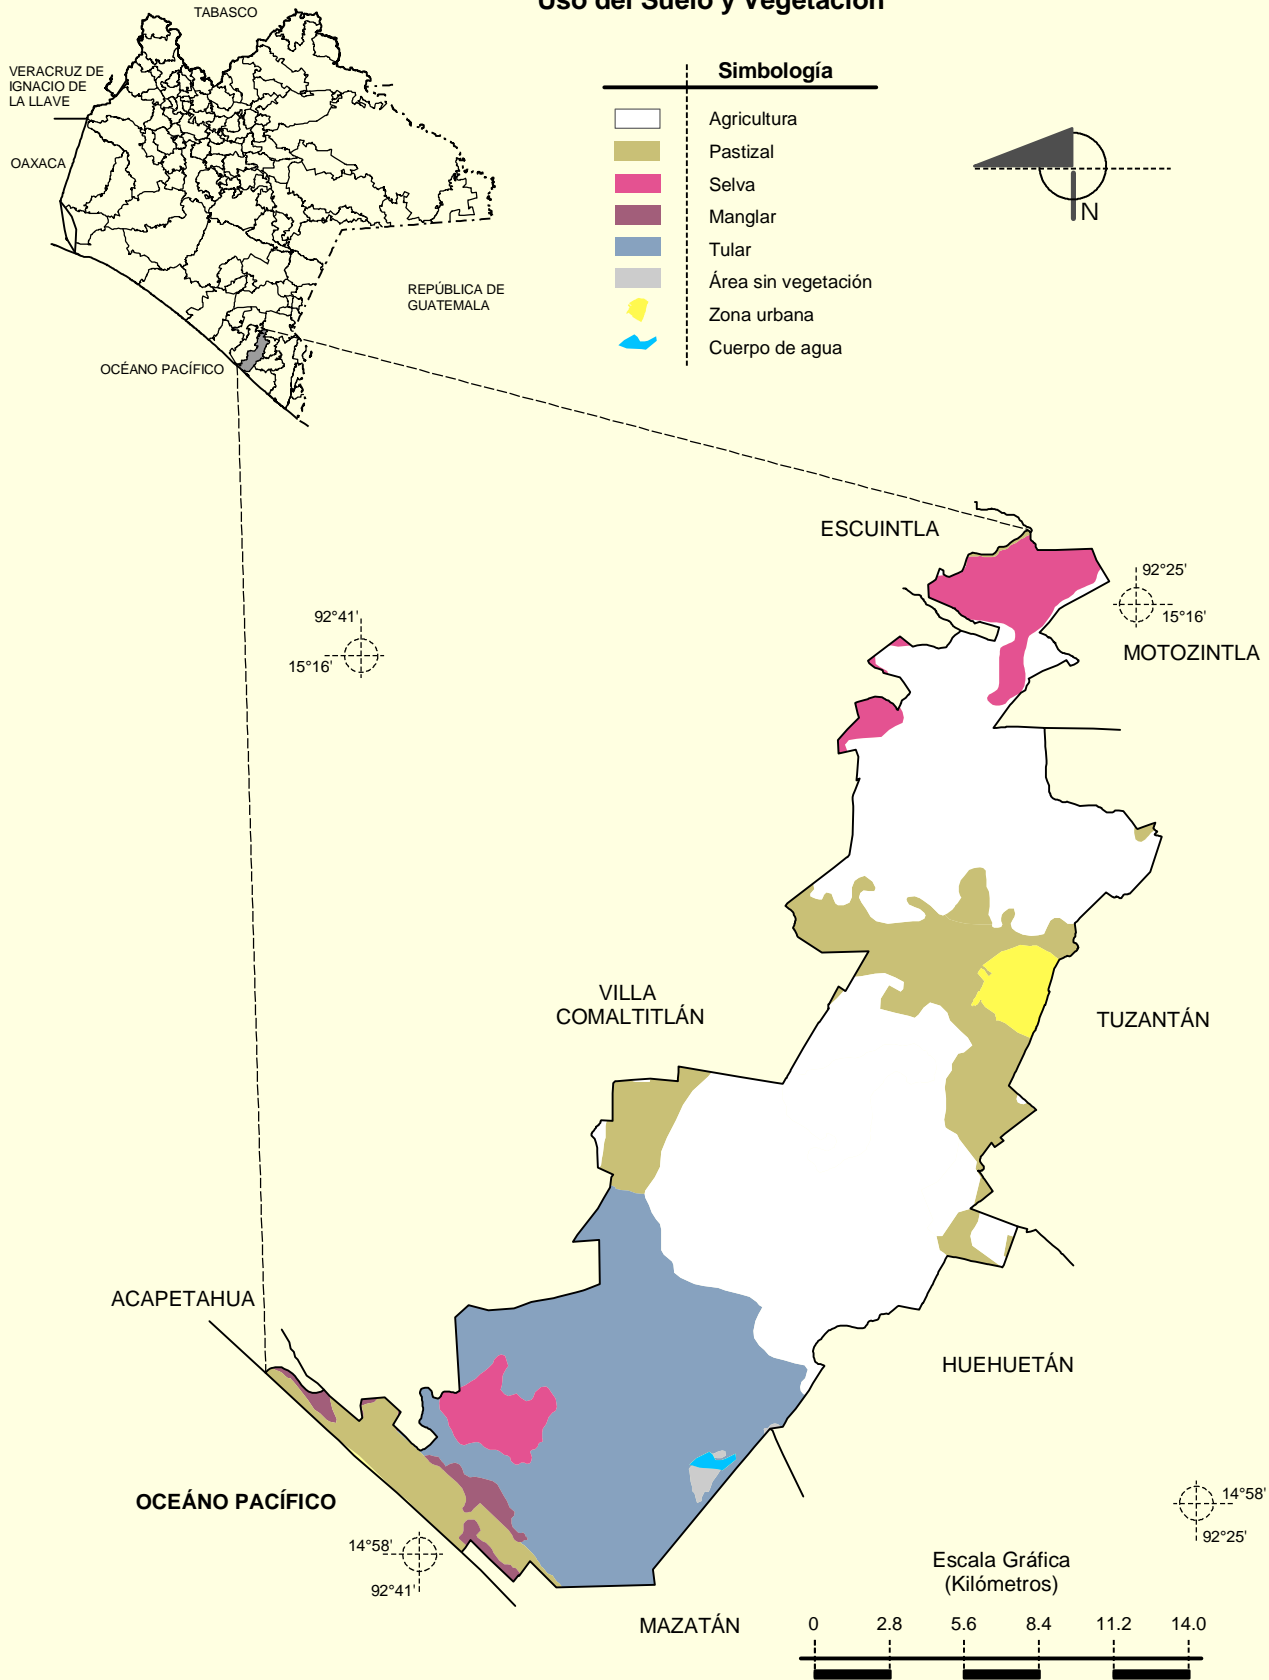 Uso del Suelo y Vegetación
TABASCO
VERACRUZ DE
IGNACIO DE
LA LLAVE
OAXACA
REPÚBLICA DE
GUATEMALA
OCÉANO PACÍFICO
Simbología
Agricultura
Pastizal
Selva
Manglar
Tular
Área sin vegetación
Zona urbana
Cuerpo de agua
N
ESCUINTLA
92°25'
15°16'
92°41'
15°16'
MOTOZINTLA
VILLA
COMALTITLÁN
TUZANTÁN
ACAPETAHUA
HUEHUETÁN
OCEÁNO PACÍFICO
14°58'
92°41'
14°58'
92°25'
MAZATÁN
Escala Gráfica
(Kilómetros)
0 2.8 5.6 8.4 11.2 14.0